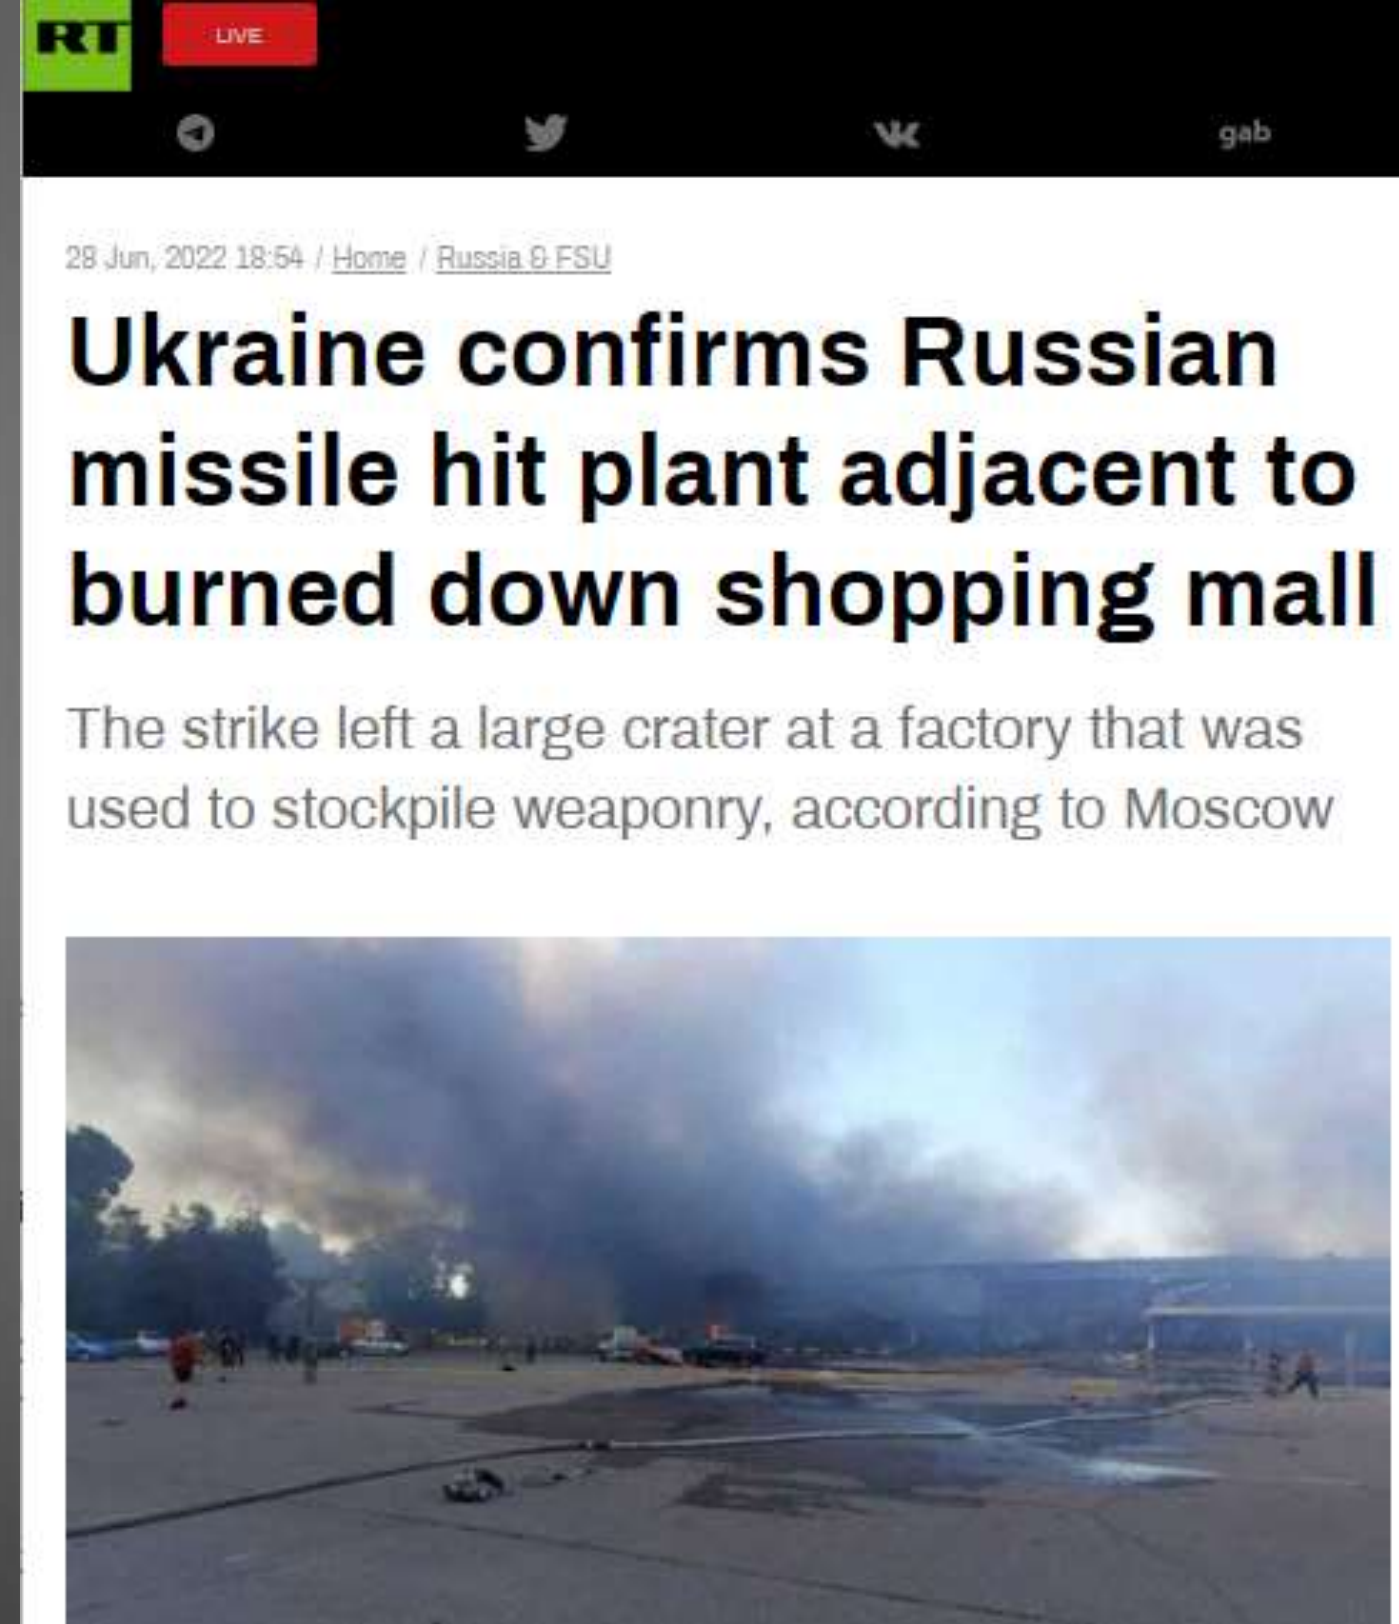 RT
LIVE
gab
28 Jun, 2022 18:54 / Home / Russia & FSU
Ukraine confirms Russian
missile hit plant adjacent to
burned down shopping mall
The strike left a large crater at a factory that was
used to stockpile weaponry, according to Moscow